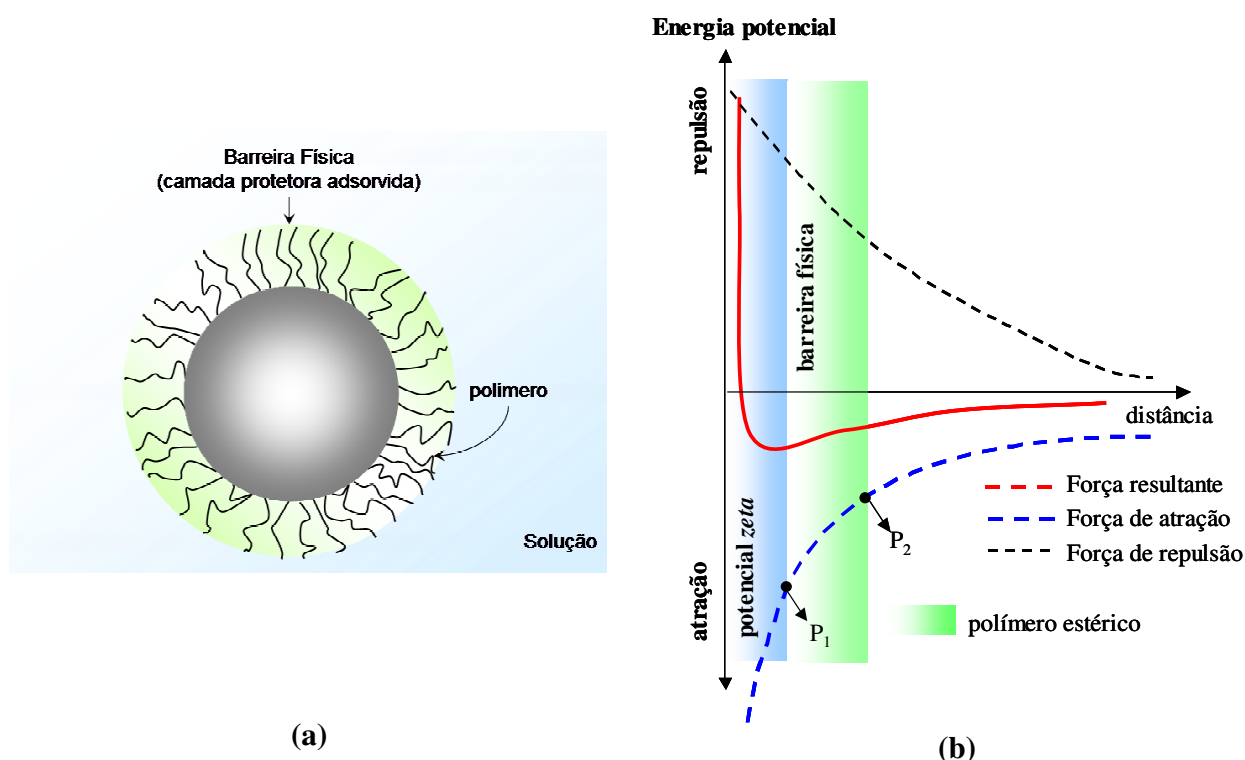 Barreira Física
(camada protetora adsorvida)
polímero
Solução
(a)
Energia potencial
repulsão
atração
potencial zeta
barreira física
distância
P1
P2
Força resultante
Força de atração
Força de repulsão
polímero estérico
(b)